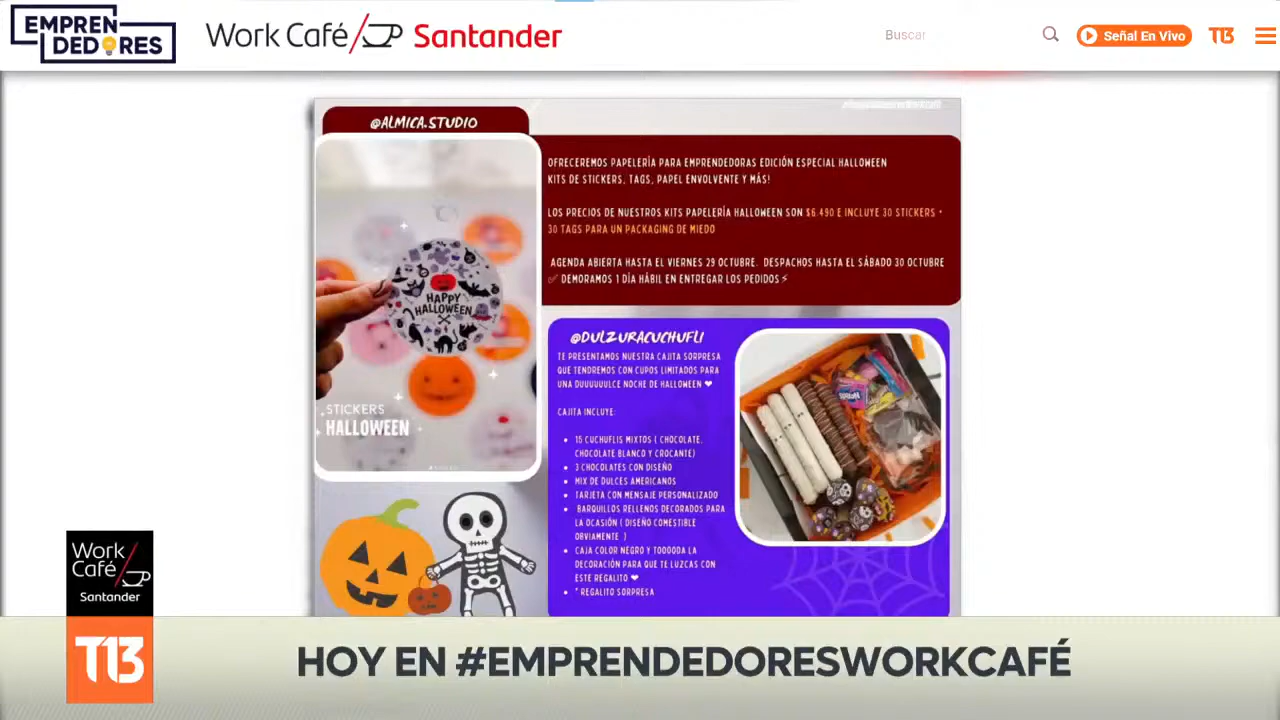 EMPRENDEDORES
Work Café Santander
Buscar
Señal En Vivo
T13
@ALMICA.STUDIO
OFRECEREMOS PAPELERÍA PARA EMPRENDEDORAS EDICIÓN ESPECIAL HALLOWEEN
KITS DE STICKERS, TAGS, PAPEL ENVOLVENTE Y MÁS!
LOS PRECIOS DE NUESTROS KITS PAPELERÍA HALLOWEEN SON $6.490 E INCLUYE 30 STICKERS +
30 TAGS PARA UN PACKAGING DE MIEDO
AGENDA ABIERTA HASTA EL VIERNES 29 OCTUBRE. DESPACHOS HASTA EL SÁBADO 30 OCTUBRE
✅ DEMORAMOS 1 DÍA HÁBIL EN ENTREGAR LOS PEDIDOS⚡
HAPPY
HALLOWEEN
STICKERS
HALLOWEEN
@DULZURACUCHUFLI
TE PRESENTAMOS NUESTRA CAJITA SORPRESA
QUE TENDREMOS CON CUPOS LIMITADOS PARA
UNA DUUUUUULCE NOCHE DE HALLOWEEN ❤
CAJITA INCLUYE:
• 15 CUCHUFLIS MIXTOS ( CHOCOLATE,
CHOCOLATE BLANCO Y CROCANTE)
• 3 CHOCOLATES CON DISEÑO
• MIX DE DULCES AMERICANOS
• TARJETA CON MENSAJE PERSONALIZADO
• BARQUILLOS RELLENOS DECORADOS PARA
LA OCASIÓN ( DISEÑO COMESTIBLE
OBVIAMENTE )
• CAJA COLOR NEGRO Y TOOOODA LA
DECORACIÓN PARA QUE TE LUZCAS CON
ESTE REGALITO ❤
• * REGALITO SORPRESA
Work
Café
Santander
T13
HOY EN #EMPRENDEDORESWORKCAFÉ